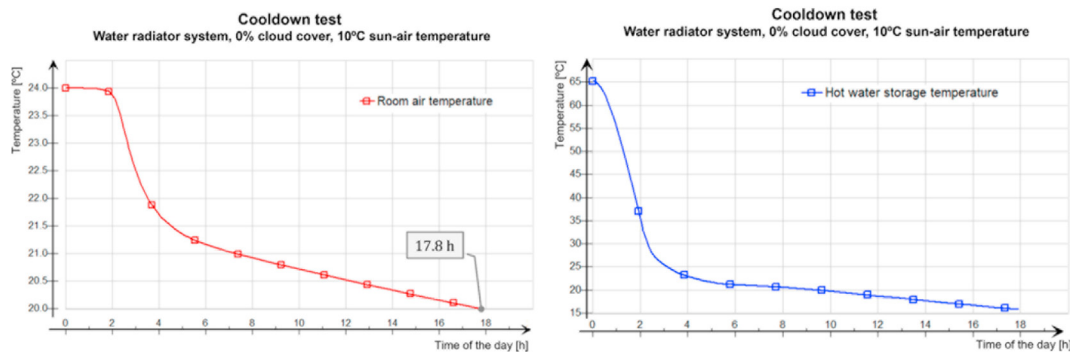 Cooldown test
Water radiator system, 0% cloud cover, 10ºC sun-air temperature
Temperature [ºC]
24.0
23.5
23.0
22.5
22.0
21.5
21.0
20.5
20.0
Room air temperature
17.8 h
0 2 4 6 8 10 12 14 16 18
Time of the day [h]
Cooldown test
Water radiator system, 0% cloud cover, 10ºC sun-air temperature
Temperature [ºC]
65
60
55
50
45
40
35
30
25
20
15
Hot water storage temperature
0 2 4 6 8 10 12 14 16 18
Time of the day [h]